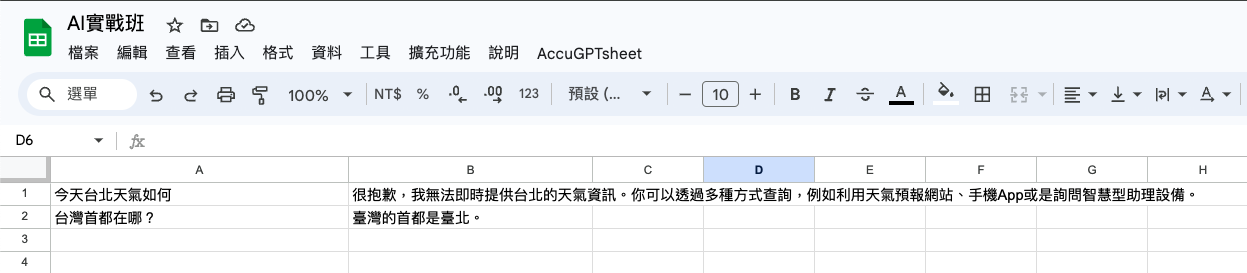 AI實戰班
檔案 編輯 查看 插入 格式 資料 工具 擴充功能 說明 AccuGPTsheet
選單 100% NT$ % .0 .00 123 預設 (... 10 B I A A
D6 fx
A B C D E F G H
1 今天台北天氣如何 很抱歉，我無法即時提供台北的天氣資訊。你可以透過多種方式查詢，例如利用天氣預報網站、手機App或是詢問智慧型助理設備。
2 台灣首都在哪？ 臺灣的首都是臺北。
3
4